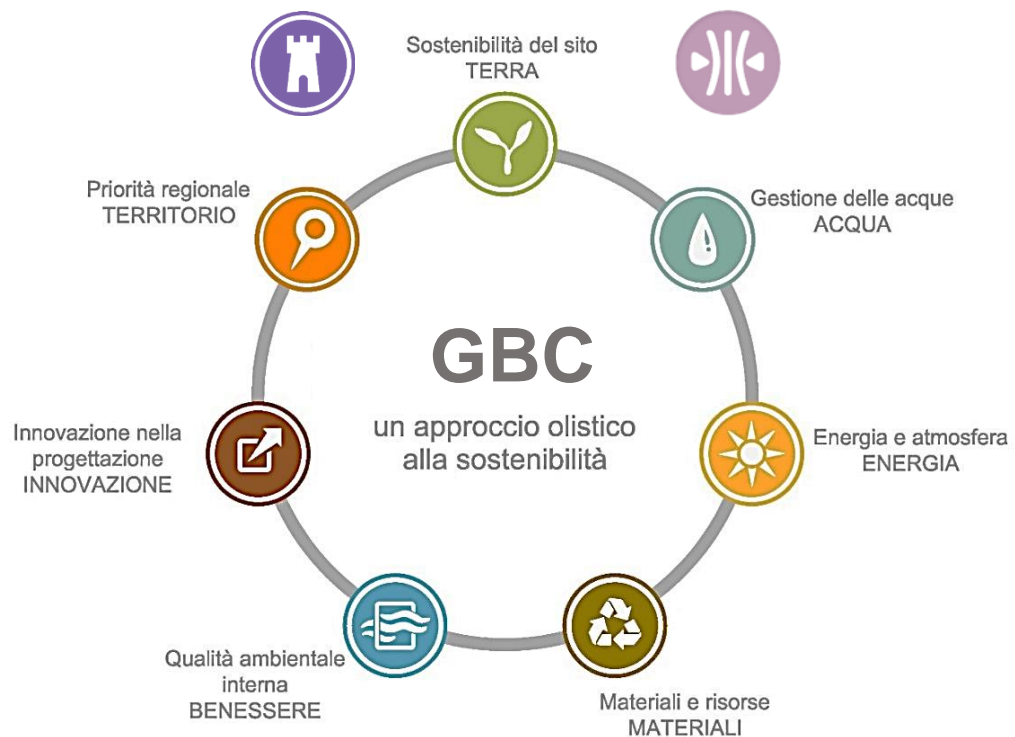 Sostenibilità del sito
TERRA
Priorità regionale
TERRITORIO
Gestione delle acque
ACQUA
GBC
un approccio olistico
alla sostenibilità
Innovazione nella
progettazione
INNOVAZIONE
Energia e atmosfera
ENERGIA
Qualità ambientale
interna
BENESSERE
Materiali e risorse
MATERIALI